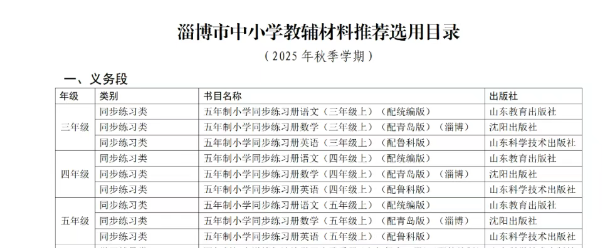 淄博市中小学教辅材料推荐选用目录
（2025 年秋季学期）
一、义务段
年级 类别 书目名称 出版社
三年级 同步练习类 五年制小学同步练习册语文（三年级上）（配统编版） 山东教育出版社
同步练习类 五年制小学同步练习册数学（三年级上）（配青岛版）（淄博） 沈阳出版社
同步练习类 五年制小学同步练习册英语（三年级上）（配鲁科版） 山东科学技术出版社
四年级 同步练习类 五年制小学同步练习册语文（四年级上）（配统编版） 山东教育出版社
同步练习类 五年制小学同步练习册数学（四年级上）（配青岛版）（淄博） 沈阳出版社
同步练习类 五年制小学同步练习册英语（四年级上）（配鲁科版） 山东科学技术出版社
五年级 同步练习类 五年制小学同步练习册语文（五年级上）（配统编版） 山东教育出版社
同步练习类 五年制小学同步练习册数学（五年级上）（配青岛版）（淄博） 沈阳出版社
同步练习类 五年制小学同步练习册英语（五年级上）（配鲁科版） 山东科学技术出版社